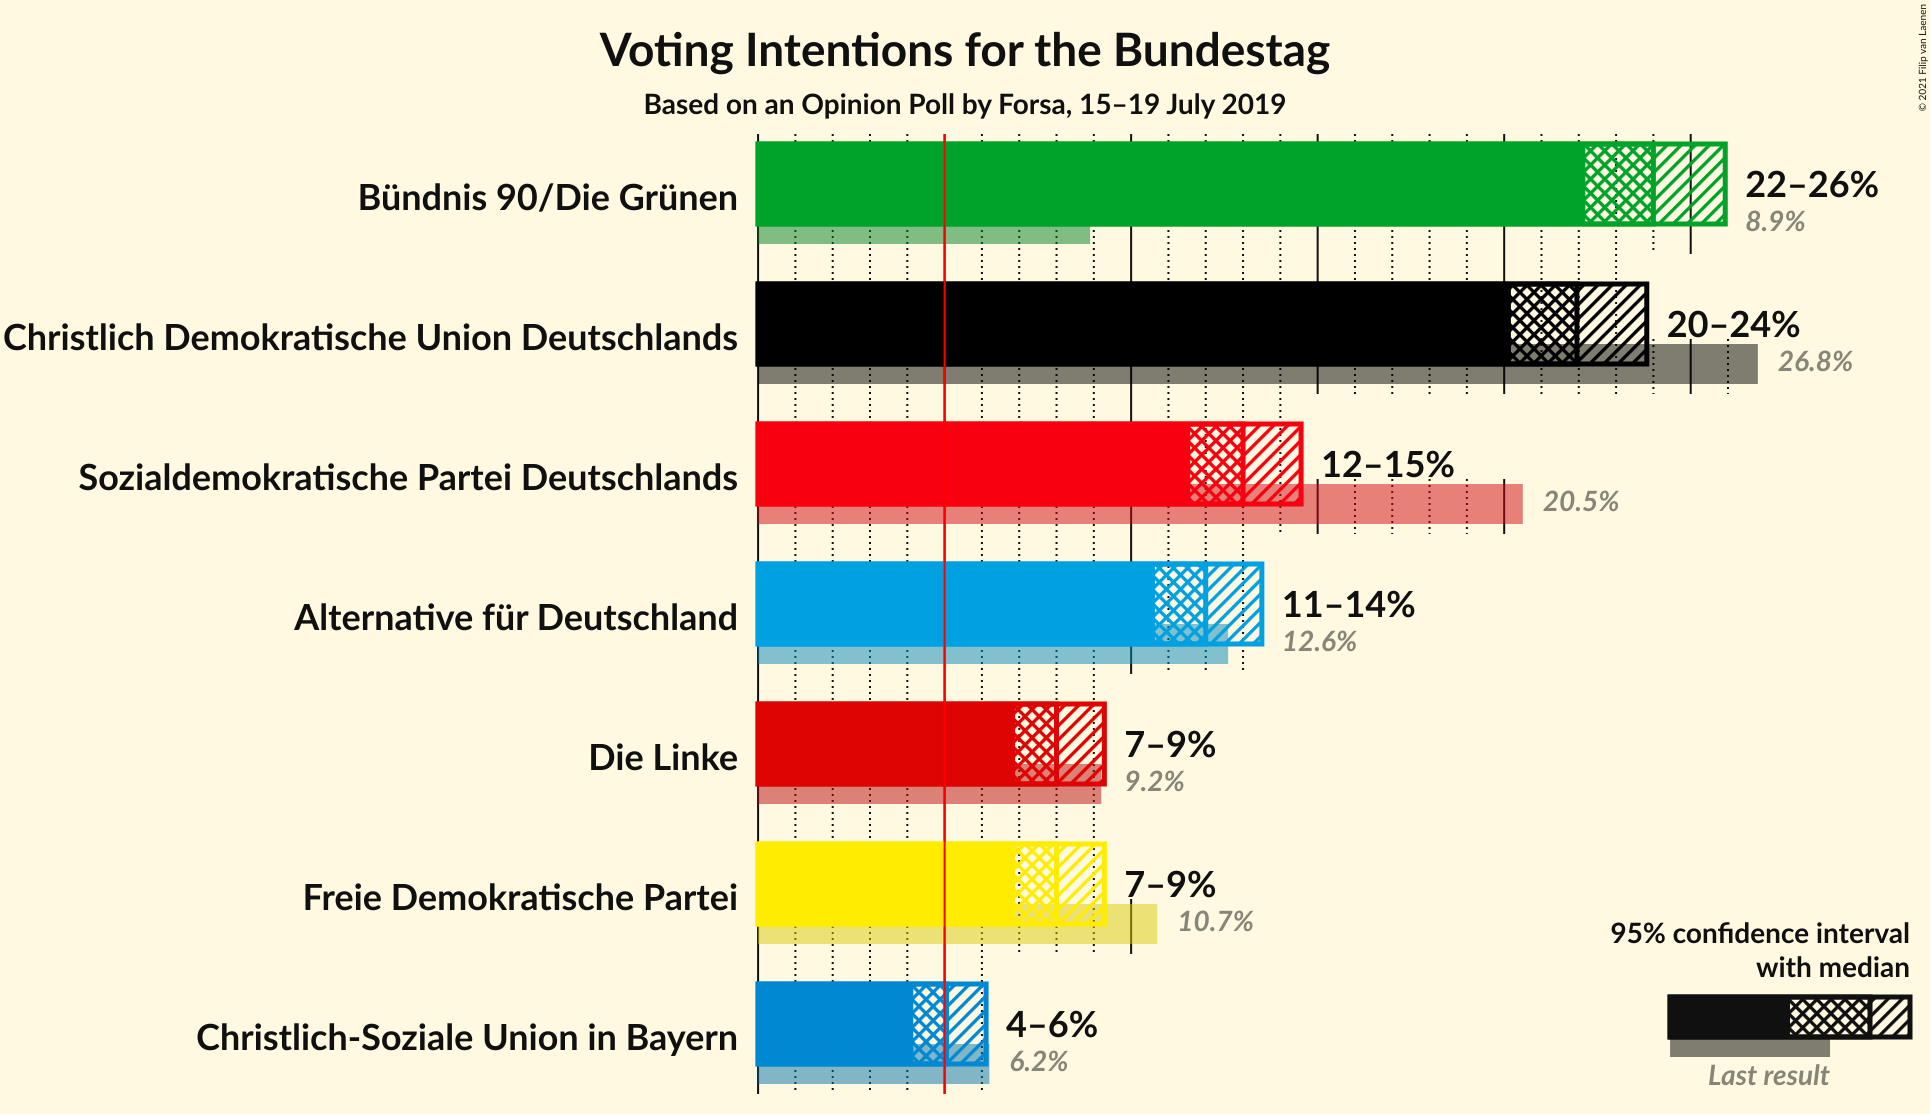 Voting Intentions for the Bundestag
Based on an Opinion Poll by Forsa, 15–19 July 2019
© 2021 Filip van Laenen
Bündnis 90/Die Grünen
22–26%
8.9%
Christlich Demokratische Union Deutschlands
20–24%
26.8%
Sozialdemokratische Partei Deutschlands
12–15%
20.5%
Alternative für Deutschland
11–14%
12.6%
Die Linke
7–9%
9.2%
Freie Demokratische Partei
7–9%
10.7%
Christlich-Soziale Union in Bayern
4–6%
6.2%
95% confidence interval
with median
Last result